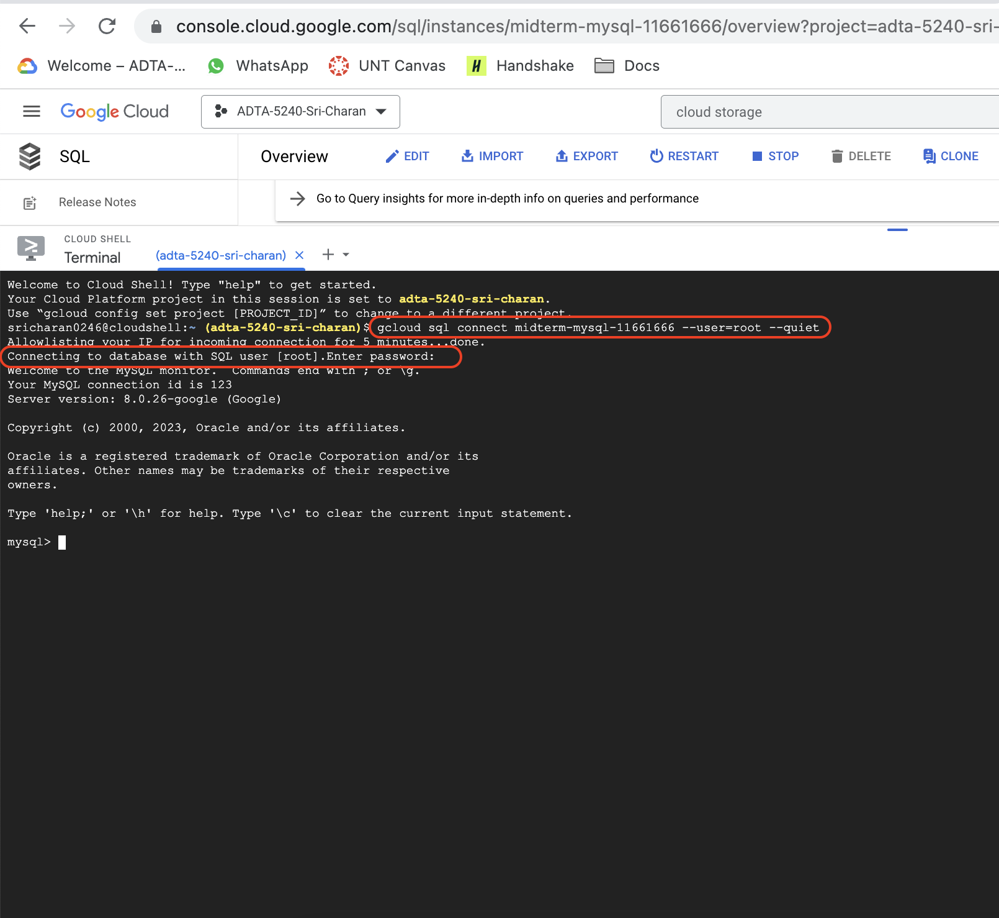 console.cloud.google.com/sql/instances/midterm-mysql-11661666/overview?project=adta-5240-sri-
Welcome – ADTA-... WhatsApp UNT Canvas H Handshake Docs
Google Cloud ADTA-5240-Sri-Charan cloud storage
SQL Overview EDIT IMPORT EXPORT RESTART STOP DELETE CLONE
Release Notes
Go to Query insights for more in-depth info on queries and performance
CLOUD SHELL
Terminal (adta-5240-sri-charan)
Welcome to Cloud Shell! Type "help" to get started.
Your Cloud Platform project in this session is set to adta-5240-sri-charan.
Use “gcloud config set project [PROJECT_ID]” to change to a different project.
sricharan0246@cloudshell:~ (adta-5240-sri-charan)$ gcloud sql connect midterm-mysql-11661666 --user=root --quiet
Allowlisting your IP for incoming connection for 5 minutes...done.
Connecting to database with SQL user [root].Enter password:
Welcome to the MySQL monitor.  Commands end with ; or \g.
Your MySQL connection id is 123
Server version: 8.0.26-google (Google)
Copyright (c) 2000, 2023, Oracle and/or its affiliates.
Oracle is a registered trademark of Oracle Corporation and/or its
affiliates. Other names may be trademarks of their respective
owners.
Type 'help;' or '\h' for help. Type '\c' to clear the current input statement.
mysql>